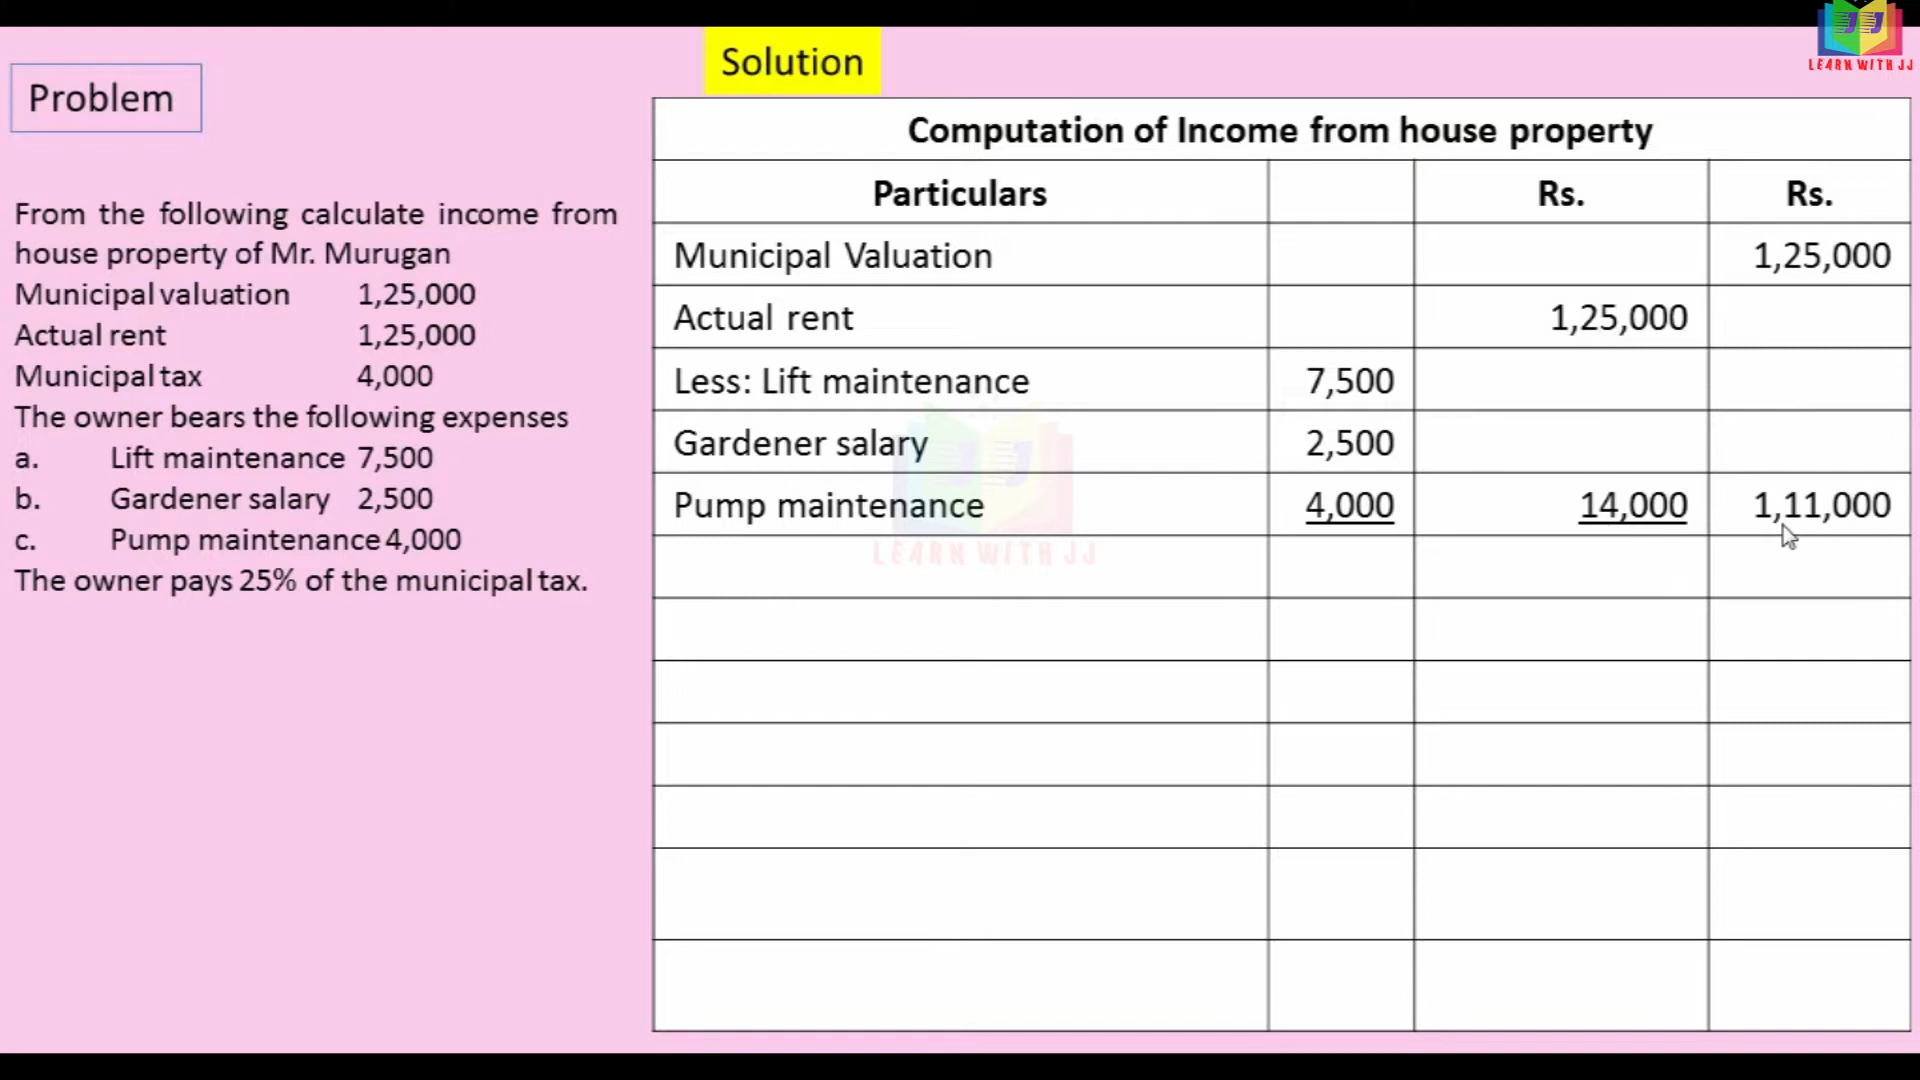 LEARN WITH JJ
Problem
From the following calculate income from
house property of Mr. Murugan
Municipal valuation 1,25,000
Actual rent 1,25,000
Municipal tax 4,000
The owner bears the following expenses
a. Lift maintenance 7,500
b. Gardener salary 2,500
c. Pump maintenance 4,000
The owner pays 25% of the municipal tax.
Solution
Computation of Income from house property
Particulars Rs. Rs.
Municipal Valuation 1,25,000
Actual rent 1,25,000
Less: Lift maintenance 7,500
Gardener salary 2,500
Pump maintenance 4,000 14,000 1,11,000
LEARN WITH JJ